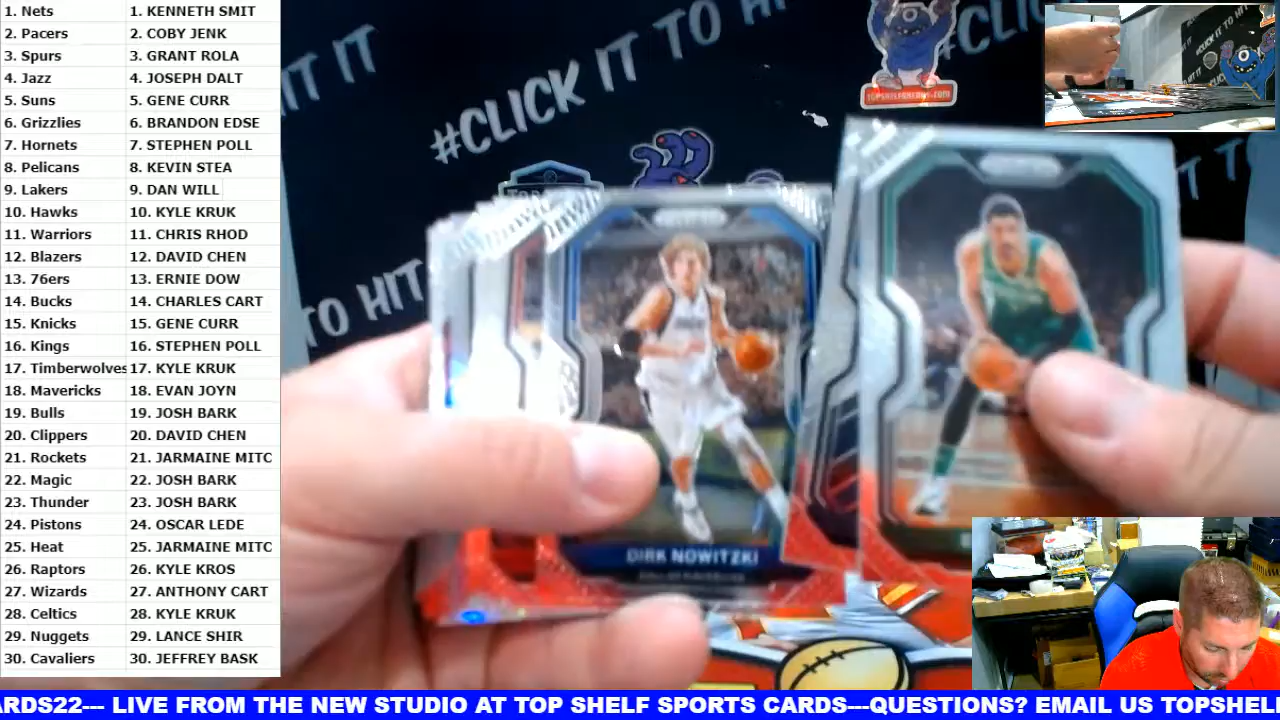 1. Nets 1. KENNETH SMIT
2. Pacers 2. COBY JENK
3. Spurs 3. GRANT ROLA
4. Jazz 4. JOSEPH DALT
5. Suns 5. GENE CURR
6. Grizzlies 6. BRANDON EDSE
7. Hornets 7. STEPHEN POLL
8. Pelicans 8. KEVIN STEA
9. Lakers 9. DAN WILL
10. Hawks 10. KYLE KRUK
11. Warriors 11. CHRIS RHOD
12. Blazers 12. DAVID CHEN
13. 76ers 13. ERNIE DOW
14. Bucks 14. CHARLES CART
15. Knicks 15. GENE CURR
16. Kings 16. STEPHEN POLL
17. Timberwolves 17. KYLE KRUK
18. Mavericks 18. EVAN JOYN
19. Bulls 19. JOSH BARK
20. Clippers 20. DAVID CHEN
21. Rockets 21. JARMAINE MITC
22. Magic 22. JOSH BARK
23. Thunder 23. JOSH BARK
24. Pistons 24. OSCAR LEDE
25. Heat 25. JARMAINE MITC
26. Raptors 26. KYLE KROS
27. Wizards 27. ANTHONY CART
28. Celtics 28. KYLE KRUK
29. Nuggets 29. LANCE SHIR
30. Cavaliers 30. JEFFREY BASK
HIT IT
#CLICK IT TO HIT
#CLICK
TO HIT
TOPSHELFBREAKS.COM
DIRK NOWITZKI
ARDS22--- LIVE FROM THE NEW STUDIO AT TOP SHELF SPORTS CARDS---QUESTIONS? EMAIL US TOPSHEL